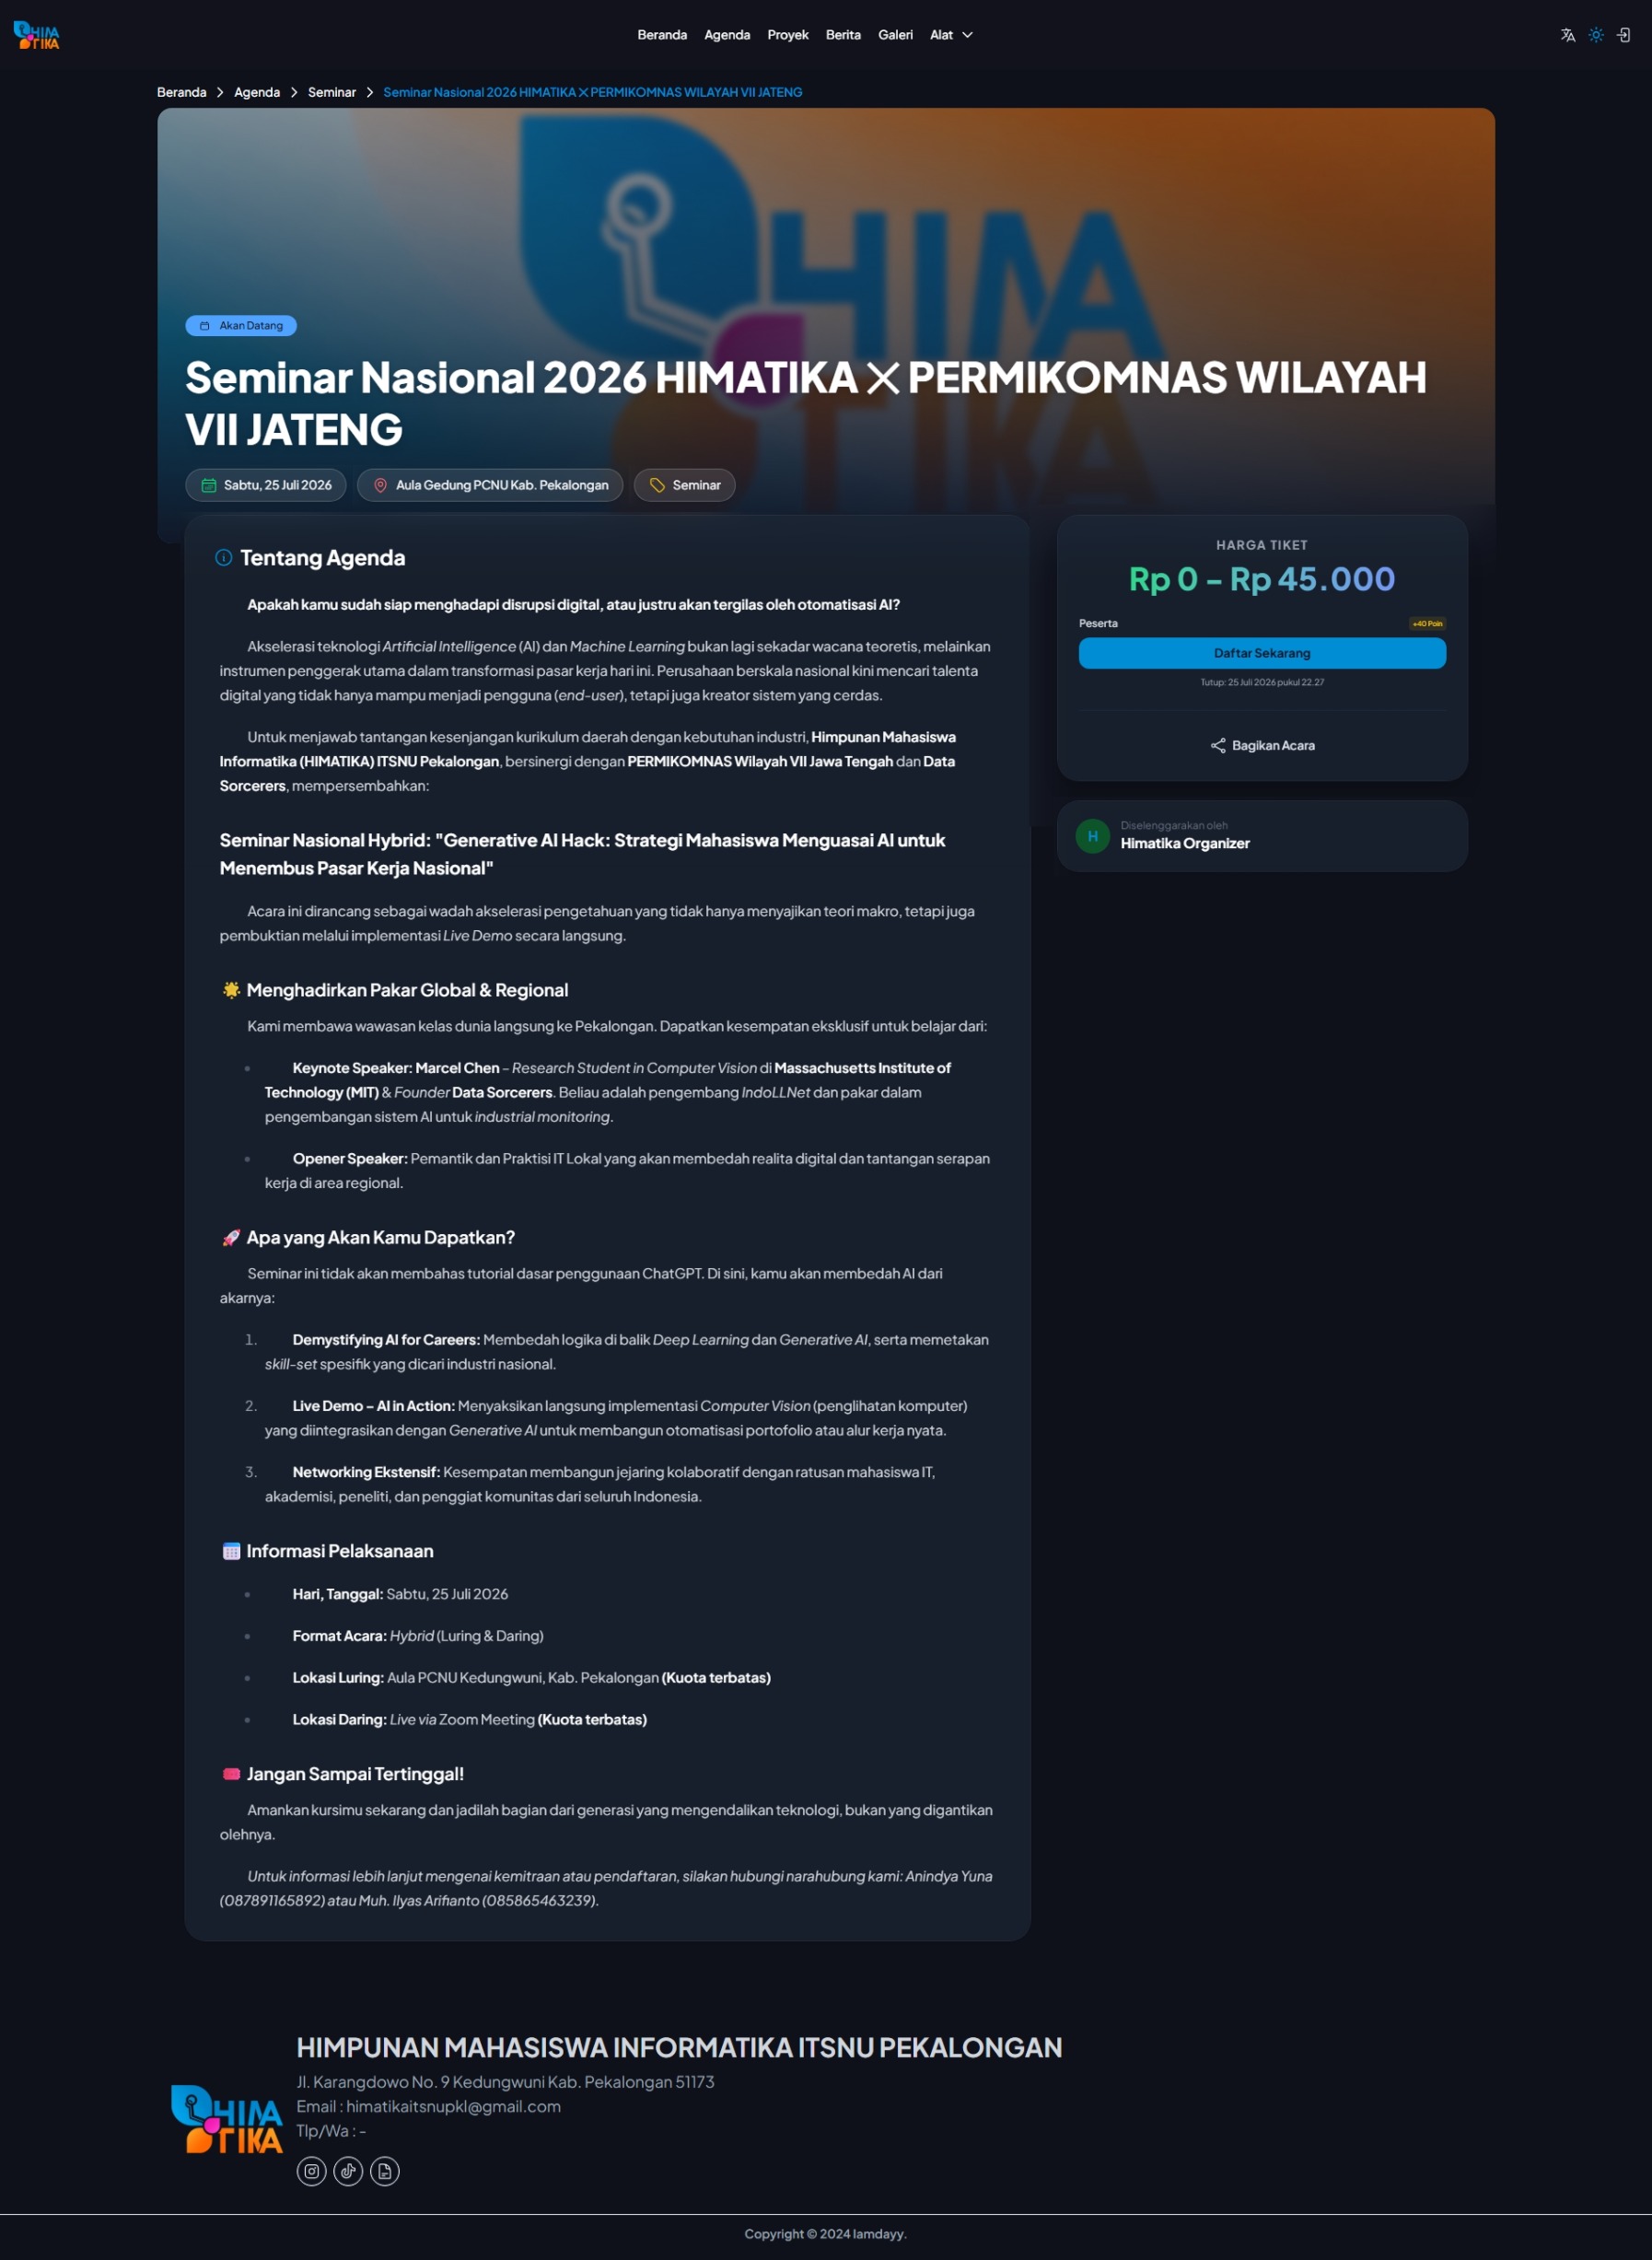 HIMA
TIKA
Beranda Agenda Proyek Berita Galeri Alat
Beranda > Agenda > Seminar > Seminar Nasional 2026 HIMATIKA X PERMIKOMNAS WILAYAH VII JATENG
HIMA
TIKA
Akan Datang
Seminar Nasional 2026 HIMATIKA X PERMIKOMNAS WILAYAH
VII JATENG
Sabtu, 25 Juli 2026
Aula Gedung PCNU Kab. Pekalongan
Seminar
Tentang Agenda
Apakah kamu sudah siap menghadapi disrupsi digital, atau justru akan tergilas oleh otomatisasi AI?
Akselerasi teknologi Artificial Intelligence (AI) dan Machine Learning bukan lagi sekadar wacana teoretis, melainkan
instrumen penggerak utama dalam transformasi pasar kerja hari ini. Perusahaan berskala nasional kini mencari talenta
digital yang tidak hanya mampu menjadi pengguna (end-user), tetapi juga kreator sistem yang cerdas.
Untuk menjawab tantangan kesenjangan kurikulum daerah dengan kebutuhan industri, Himpunan Mahasiswa
Informatika (HIMATIKA) ITSNU Pekalongan, bersinergi dengan PERMIKOMNAS Wilayah VII Jawa Tengah dan Data
Sorcerers, mempersembahkan:
Seminar Nasional Hybrid: "Generative AI Hack: Strategi Mahasiswa Menguasai AI untuk
Menembus Pasar Kerja Nasional"
Acara ini dirancang sebagai wadah akselerasi pengetahuan yang tidak hanya menyajikan teori makro, tetapi juga
pembuktian melalui implementasi Live Demo secara langsung.
🌟 Menghadirkan Pakar Global & Regional
Kami membawa wawasan kelas dunia langsung ke Pekalongan. Dapatkan kesempatan eksklusif untuk belajar dari:
• Keynote Speaker: Marcel Chen – Research Student in Computer Vision di Massachusetts Institute of
Technology (MIT) & Founder Data Sorcerers. Beliau adalah pengembang IndoLLNet dan pakar dalam
pengembangan sistem AI untuk industrial monitoring.
• Opener Speaker: Pemantik dan Praktisi IT Lokal yang akan membedah realita digital dan tantangan serapan
kerja di area regional.
🚀 Apa yang Akan Kamu Dapatkan?
Seminar ini tidak akan membahas tutorial dasar penggunaan ChatGPT. Di sini, kamu akan membedah AI dari
akarnya:
1. Demystifying AI for Careers: Membedah logika di balik Deep Learning dan Generative AI, serta memetakan
skill-set spesifik yang dicari industri nasional.
2. Live Demo – AI in Action: Menyaksikan langsung implementasi Computer Vision (penglihatan komputer)
yang diintegrasikan dengan Generative AI untuk membangun otomatisasi portofolio atau alur kerja nyata.
3. Networking Ekstensif: Kesempatan membangun jejaring kolaboratif dengan ratusan mahasiswa IT,
akademisi, peneliti, dan penggiat komunitas dari seluruh Indonesia.
🗓️ Informasi Pelaksanaan
• Hari, Tanggal: Sabtu, 25 Juli 2026
• Format Acara: Hybrid (Luring & Daring)
• Lokasi Luring: Aula PCNU Kedungwuni, Kab. Pekalongan (Kuota terbatas)
• Lokasi Daring: Live via Zoom Meeting (Kuota terbatas)
🎟️ Jangan Sampai Tertinggal!
Amankan kursimu sekarang dan jadilah bagian dari generasi yang mengendalikan teknologi, bukan yang digantikan
olehnya.
Untuk informasi lebih lanjut mengenai kemitraan atau pendaftaran, silakan hubungi narahubung kami: Anindya Yuna
(087891165892) atau Muh. Ilyas Arifianto (085865463239).
HARGA TIKET
Rp 0 – Rp 45.000
Peserta +40 Poin
Daftar Sekarang
Tutup: 25 Juli 2026 pukul 22.27
Bagikan Acara
H
Diselenggarakan oleh
Himatika Organizer
HIMA
TIKA
HIMPUNAN MAHASISWA INFORMATIKA ITSNU PEKALONGAN
Jl. Karangdowo No. 9 Kedungwuni Kab. Pekalongan 51173
Email : himatikaitsnupkl@gmail.com
Tlp/Wa : -
Copyright © 2024 Iamdayy.